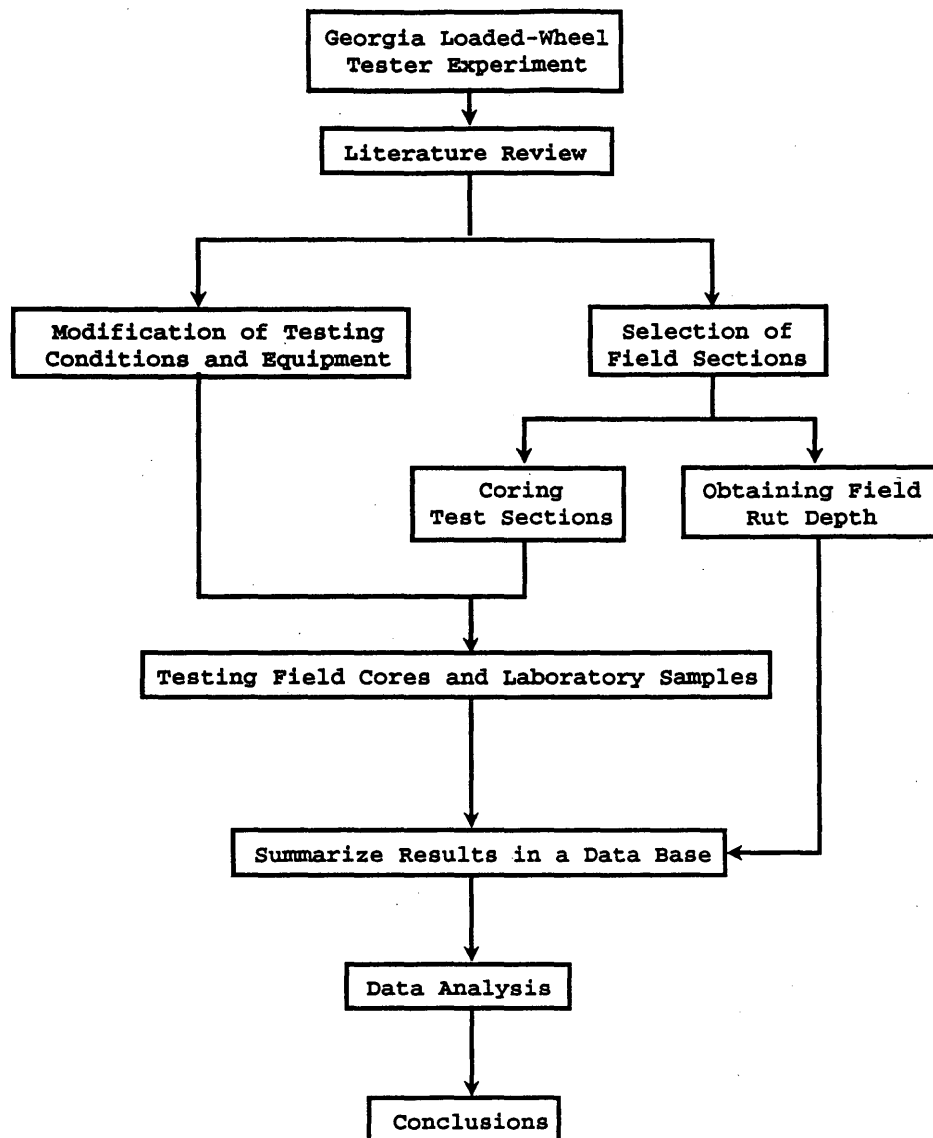 Georgia Loaded-Wheel
Tester Experiment
Literature Review
Modification of Testing
Conditions and Equipment
Selection of
Field Sections
Coring
Test Sections
Obtaining Field
Rut Depth
Testing Field Cores and Laboratory Samples
Summarize Results in a Data Base
Data Analysis
Conclusions